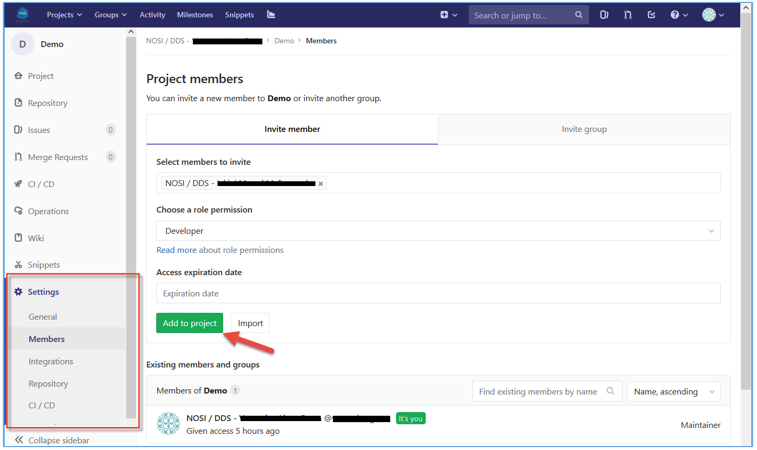 Projects Groups Activity Milestones Snippets Search or jump to...
D Demo
Project
Repository
Issues 0
Merge Requests 0
CI / CD
Operations
Wiki
Snippets
Settings
General
Members
Integrations
Repository
CI / CD
Collapse sidebar
NOSI / DDS - > Demo > Members
Project members
You can invite a new member to Demo or invite another group.
Invite member Invite group
Select members to invite
NOSI / DDS - ×
Choose a role permission
Developer
Read more about role permissions
Access expiration date
Expiration date
Add to project Import
Existing members and groups
Members of Demo 1 Find existing members by name Name, ascending
NOSI / DDS - @ It's you
Given access 5 hours ago
Maintainer